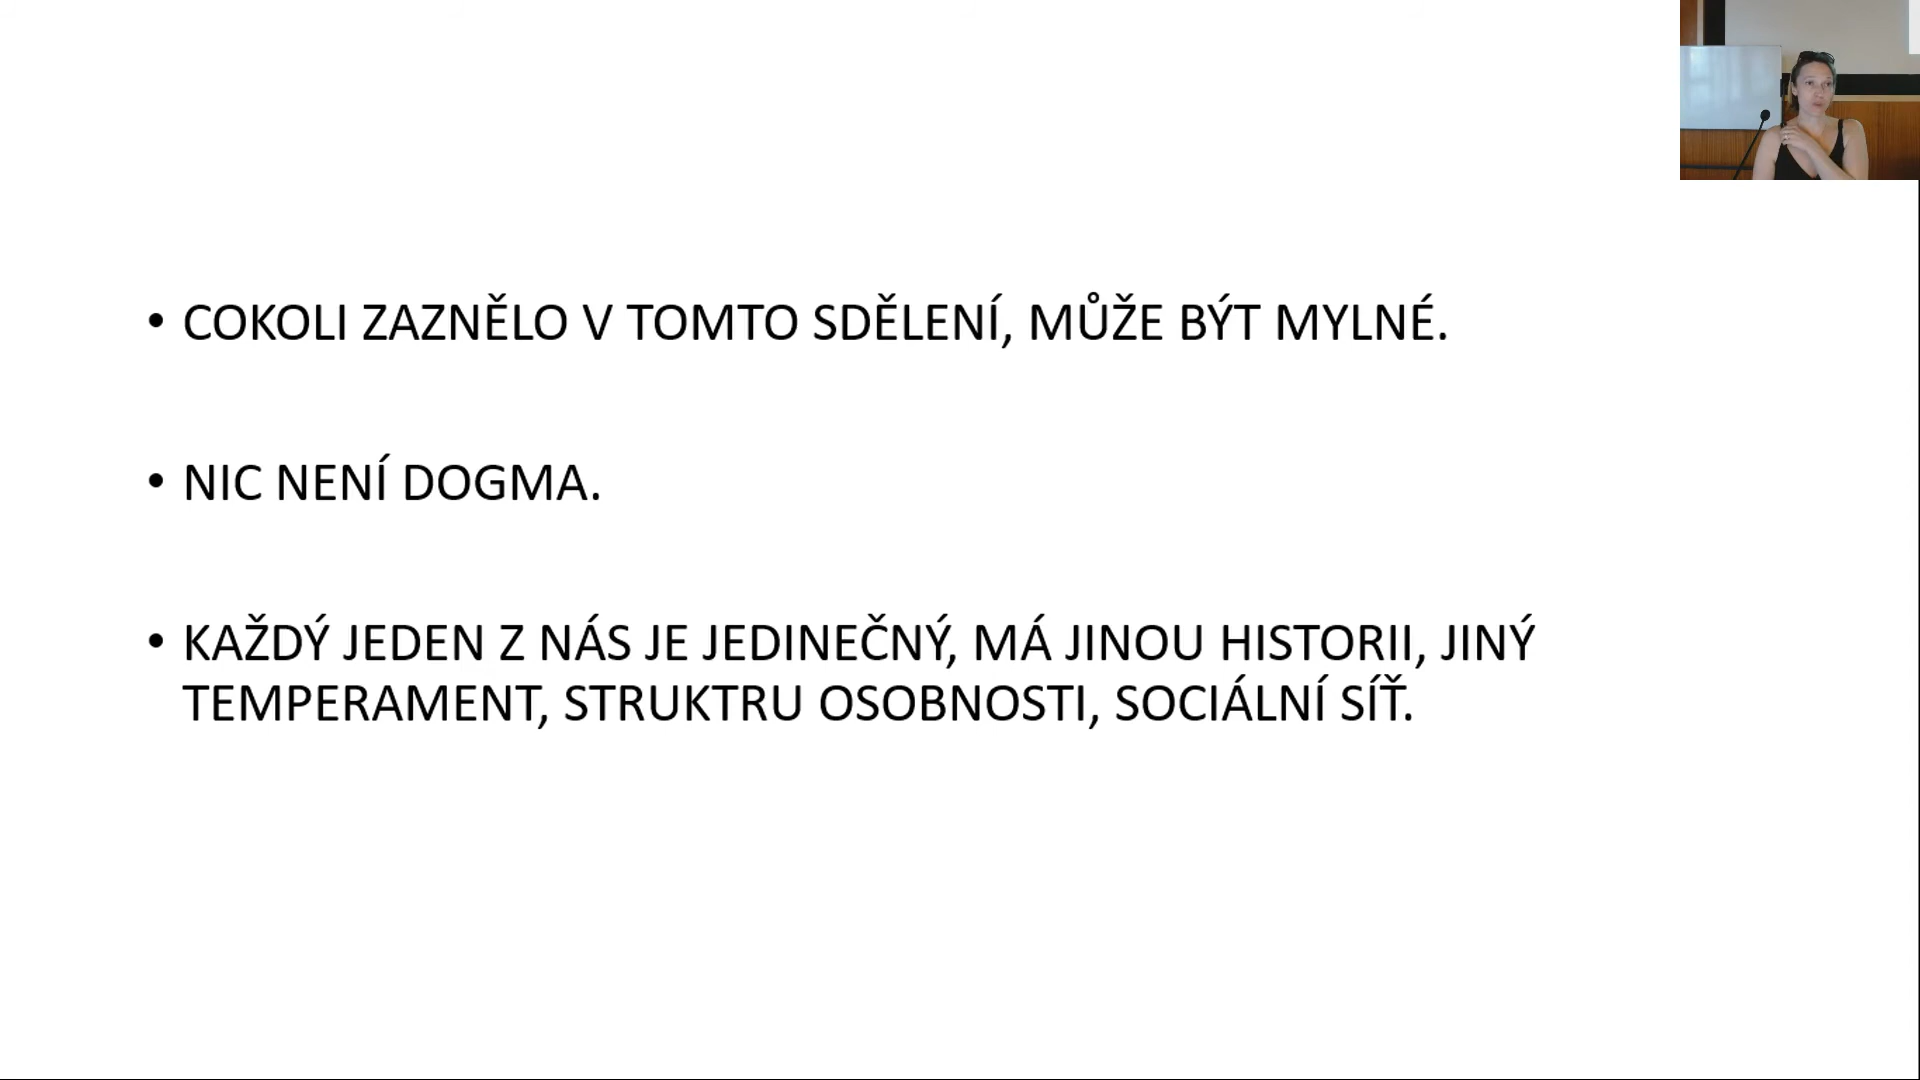 • COKOLI ZAZNĚLO V TOMTO SDĚLENÍ, MŮŽE BÝT MYLNÉ.
• NIC NENÍ DOGMA.
• KAŽDÝ JEDEN Z NÁS JE JEDINEČNÝ, MÁ JINOU HISTORII, JINÝ
TEMPERAMENT, STRUKTRU OSOBNOSTI, SOCIÁLNÍ SÍŤ.